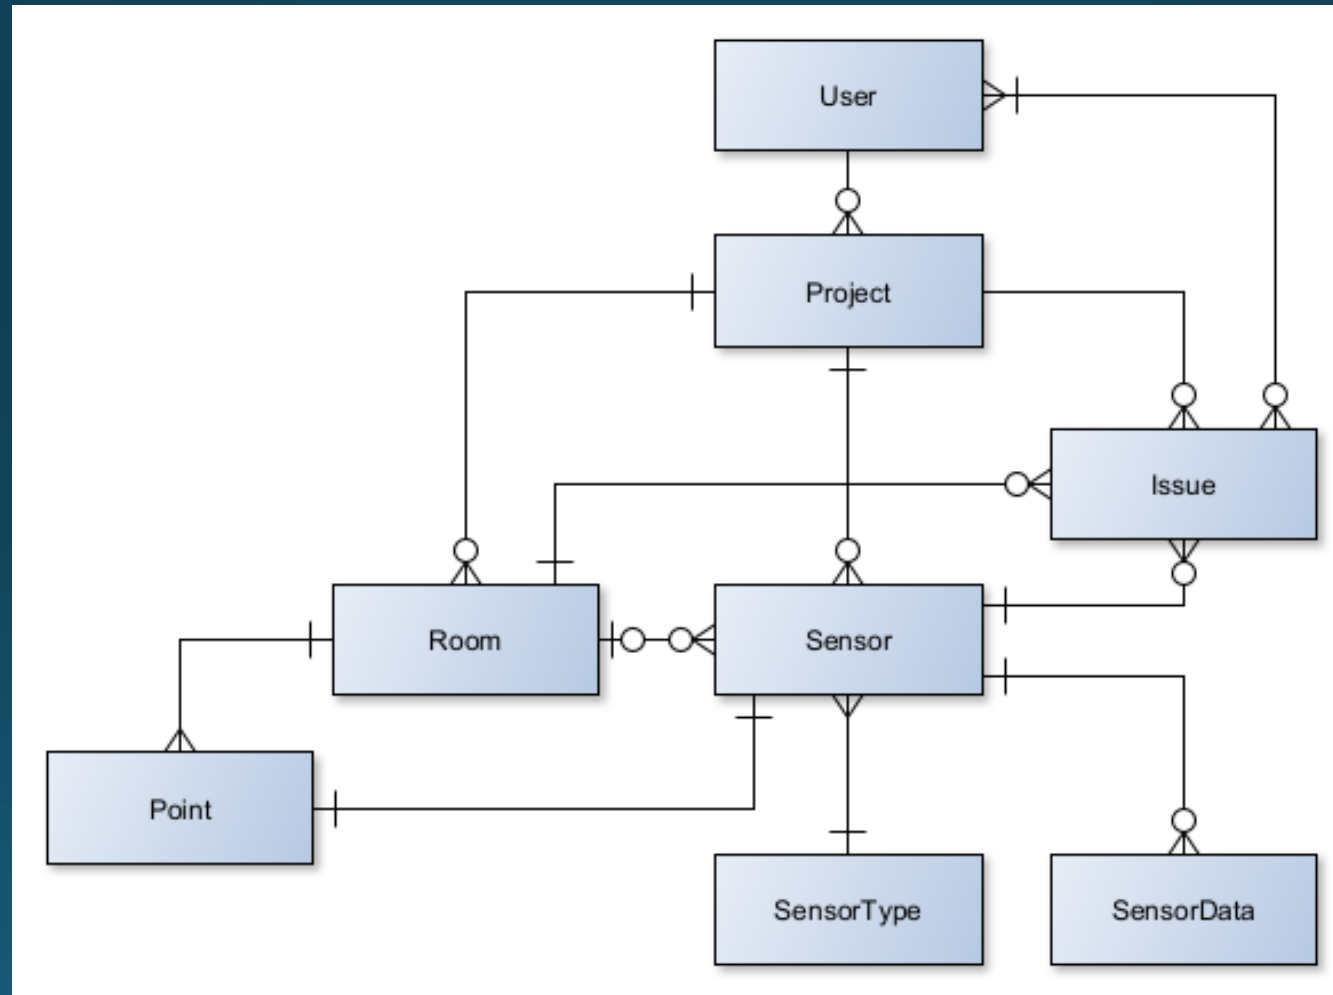 User
Project
Issue
Room
Sensor
Point
SensorType
SensorData